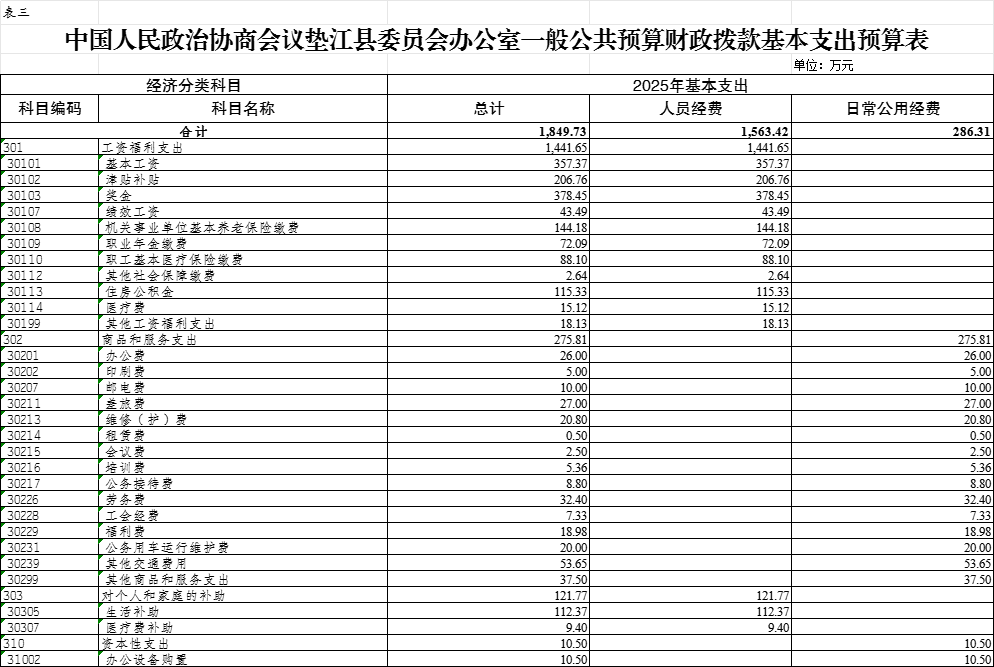 表三
中国人民政治协商会议垫江县委员会办公室一般公共预算财政拨款基本支出预算表
单位：万元
经济分类科目 2025年基本支出
科目编码 科目名称 总计 人员经费 日常公用经费
合计 1,849.73 1,563.42 286.31
301 工资福利支出 1,441.65 1,441.65
30101 基本工资 357.37 357.37
30102 津贴补贴 206.76 206.76
30103 奖金 378.45 378.45
30107 绩效工资 43.49 43.49
30108 机关事业单位基本养老保险缴费 144.18 144.18
30109 职业年金缴费 72.09 72.09
30110 职工基本医疗保险缴费 88.10 88.10
30112 其他社会保障缴费 2.64 2.64
30113 住房公积金 115.33 115.33
30114 医疗费 15.12 15.12
30199 其他工资福利支出 18.13 18.13
302 商品和服务支出 275.81 275.81
30201 办公费 26.00 26.00
30202 印刷费 5.00 5.00
30207 邮电费 10.00 10.00
30211 差旅费 27.00 27.00
30213 维修（护）费 20.80 20.80
30214 租赁费 0.50 0.50
30215 会议费 2.50 2.50
30216 培训费 5.36 5.36
30217 公务接待费 8.80 8.80
30226 劳务费 32.40 32.40
30228 工会经费 7.33 7.33
30229 福利费 18.98 18.98
30231 公务用车运行维护费 20.00 20.00
30239 其他交通费用 53.65 53.65
30299 其他商品和服务支出 37.50 37.50
303 对个人和家庭的补助 121.77 121.77
30305 生活补助 112.37 112.37
30307 医疗费补助 9.40 9.40
310 资本性支出 10.50 10.50
31002 办公设备购置 10.50 10.50